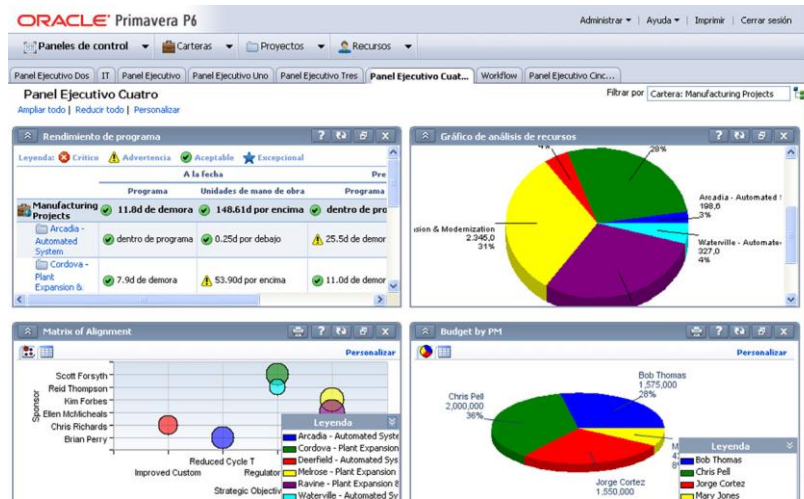 ORACLE Primavera P6
Administrar | Ayuda | Imprimir | Cerrar sesión
Paneles de control Carteras Proyectos Recursos
Panel Ejecutivo Dos IT Panel Ejecutivo Panel Ejecutivo Uno Panel Ejecutivo Tres Panel Ejecutivo Cuat... Workflow Panel Ejecutivo Cinc...
Panel Ejecutivo Cuatro
Filtrar por Cartera: Manufacturing Projects
Ampliar todo | Reducir todo | Personalizar
Rendimiento de programa
Leyenda: Crítico Advertencia Aceptable Excepcional
A la fecha Pre
Programa Unidades de mano de obra Programa
Manufacturing Projects 11.8d de demora 148.61d por encima dentro de pro
Arcadia - Automated System dentro de programa 0.25d por debajo 25.5d de demor
Cordova - Plant Expansion & 7.9d de demora 53.90d por encima 11.0d de demor
Gráfico de análisis de recursos
28%
Arcadia - Automated
198,6
3%
Waterville - Automate
327,0
4%
sion & Modernization
2.345,0
31%
Matrix of Alignment
Personalizar
Sponsor
Scott Forsyth
Reid Thompson
Kim Forbes
Ellen McMicheals
Chris Richards
Brian Perry
Reduced Cycle T
Improved Custom Regulator
Strategic Objectiv
Leyenda
Arcadia - Automated Syste
Cordova - Plant Expansion
Deerfield - Automated Sys
Melrose - Plant Expansion
Ravine - Plant Expansion &
Waterville - Automated Sy
Budget by PM
Personalizar
Bob Thomas
1,575,000
28%
Chris Pell
2,000,000
36%
Jorge Cortez
1,550,000
Leyenda
Bob Thomas
Chris Pell
Jorge Cortez
Mary Jones